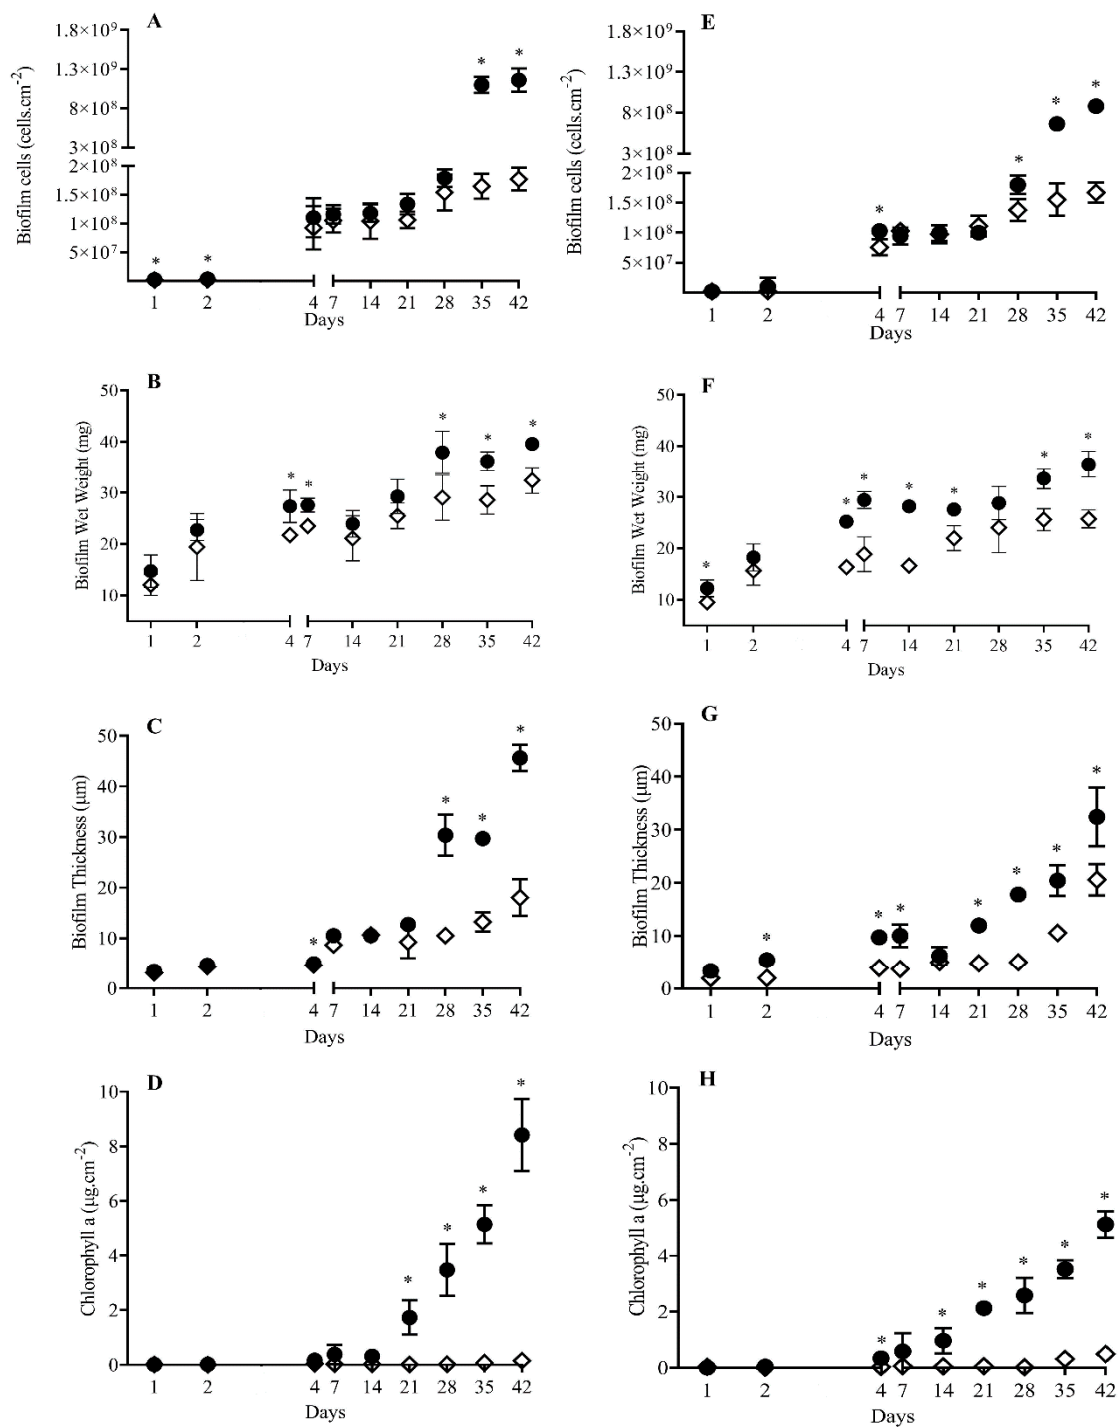 A
Biofilm cells (cells.cm-2)
1.8×10⁹
1.3×10⁹
8×10⁸
3×10⁸
2×10⁸
1.5×10⁸
1×10⁸
5×10⁷
* * * *
1 2 4 7 14 21 28 35 42
Days
E
Biofilm cells (cells.cm-2)
1.8×10⁹
1.3×10⁹
8×10⁸
3×10⁸
2×10⁸
1.5×10⁸
1×10⁸
5×10⁷
* * * *
1 2 4 7 14 21 28 35 42
Days
B
Biofilm Wet Weight (mg)
50
40
30
20
10
* * * * *
1 2 4 7 14 21 28 35 42
Days
F
Biofilm Wet Weight (mg)
50
40
30
20
10
* * * * * * *
1 2 4 7 14 21 28 35 42
Days
C
Biofilm Thickness (μm)
50
40
30
20
10
0
* * * *
1 2 4 7 14 21 28 35 42
Days
G
Biofilm Thickness (μm)
50
40
30
20
10
0
* * * * * * *
1 2 4 7 14 21 28 35 42
Days
D
Chlorophyll a (μg.cm-2)
10
8
6
4
2
0
* * * *
1 2 4 7 14 21 28 35 42
Days
H
Chlorophyll a (μg.cm-2)
10
8
6
4
2
0
* * * * * *
1 2 4 7 14 21 28 35 42
Days